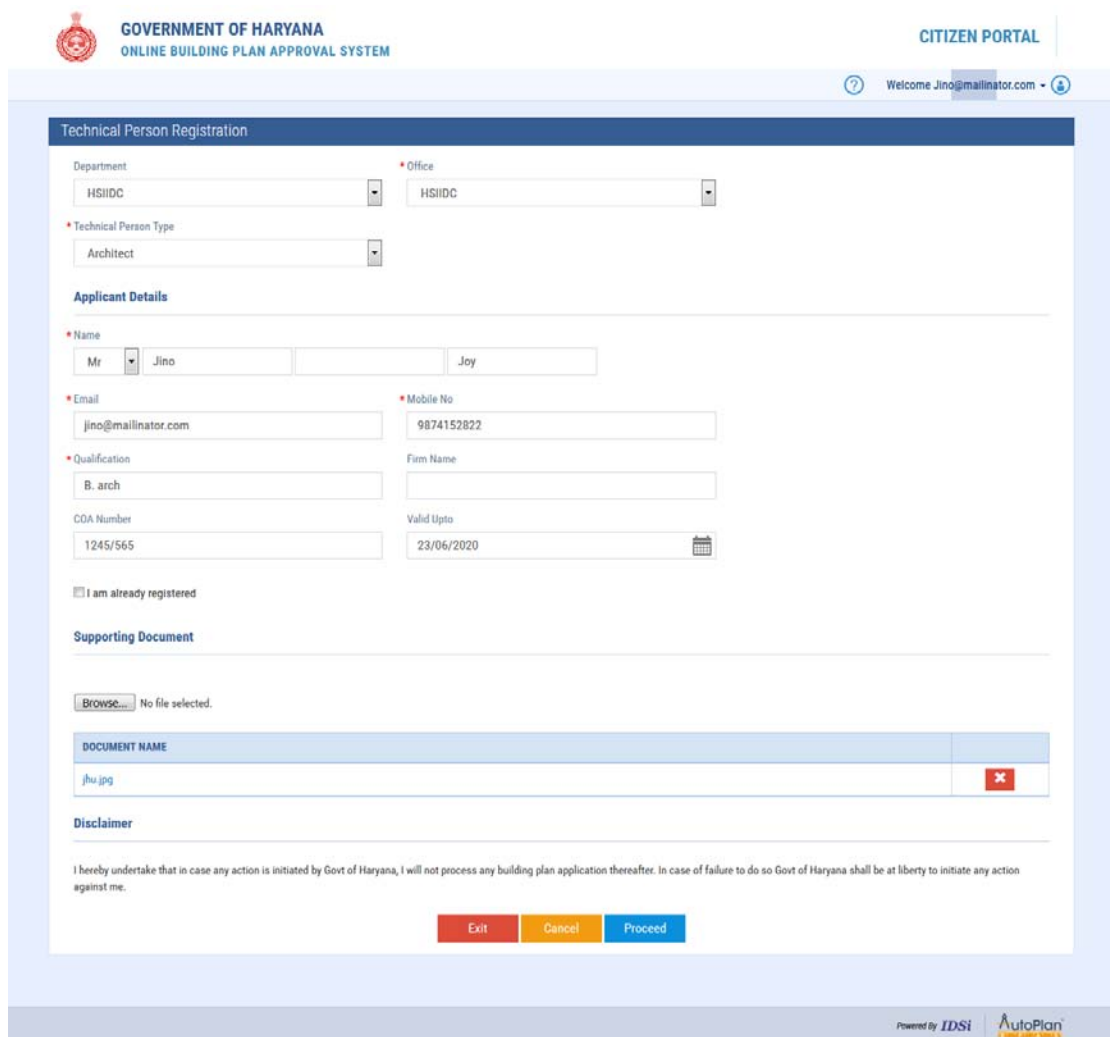 GOVERNMENT OF HARYANA
ONLINE BUILDING PLAN APPROVAL SYSTEM
CITIZEN PORTAL
? Welcome Jino@mailinator.com
Technical Person Registration
Department * Office
HSIIDC HSIIDC
* Technical Person Type
Architect
Applicant Details
* Name
Mr Jino Joy
* Email * Mobile No
jino@mailinator.com 9874152822
* Qualification Firm Name
B. arch
COA Number Valid Upto
1245/565 23/06/2020
I am already registered
Supporting Document
Browse... No file selected.
DOCUMENT NAME
jhu.jpg
Disclaimer
I hereby undertake that in case any action is initiated by Govt of Haryana, I will not process any building plan application thereafter. In case of failure to do so Govt of Haryana shall be at liberty to initiate any action
against me.
Exit Cancel Proceed
Powered By IDSi AutoPlan